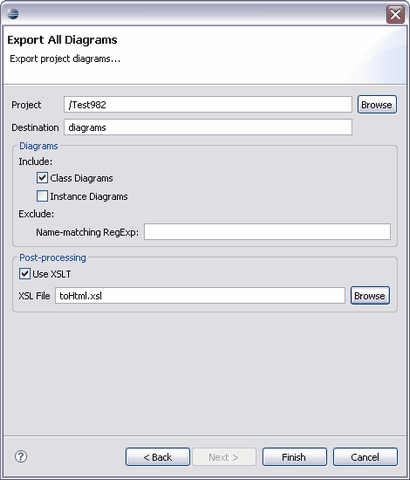 Export All Diagrams
Export project diagrams...
Project /Test982 Browse
Destination diagrams
Diagrams
Include:
Class Diagrams
Instance Diagrams
Exclude:
Name-matching RegExp:
Post-processing
Use XSLT
XSL File toHtml.xsl Browse
? < Back Next > Finish Cancel